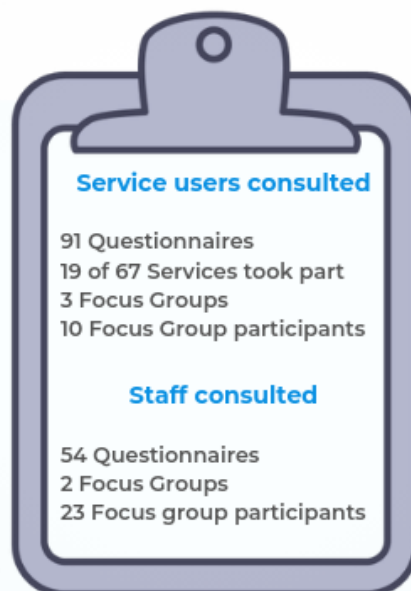 Service users consulted
91 Questionnaires
19 of 67 Services took part
3 Focus Groups
10 Focus Group participants
Staff consulted
54 Questionnaires
2 Focus Groups
23 Focus group participants